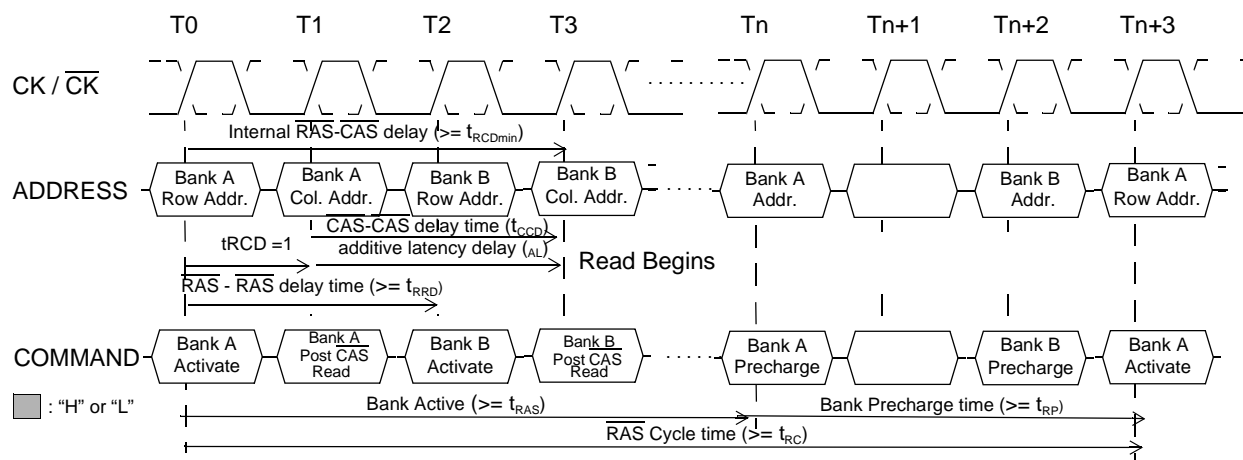 T0 T1 T2 T3 Tn Tn+1 Tn+2 Tn+3
CK / CK
Internal RAS-CAS delay (>= tRCDmin)
ADDRESS
Bank A Row Addr.
Bank A Col. Addr.
Bank B Row Addr.
Bank B Col. Addr.
Bank A Addr.
Bank B Addr.
Bank A Row Addr.
CAS-CAS delay time (tCCD)
tRCD =1
additive latency delay (AL)
Read Begins
RAS - RAS delay time (>= tRRD)
COMMAND
Bank A Activate
Bank A Post CAS Read
Bank B Activate
Bank B Post CAS Read
Bank A Precharge
Bank B Precharge
Bank A Activate
: “H” or “L”
Bank Active (>= tRAS)
Bank Precharge time (>= tRP)
RAS Cycle time (>= tRC)